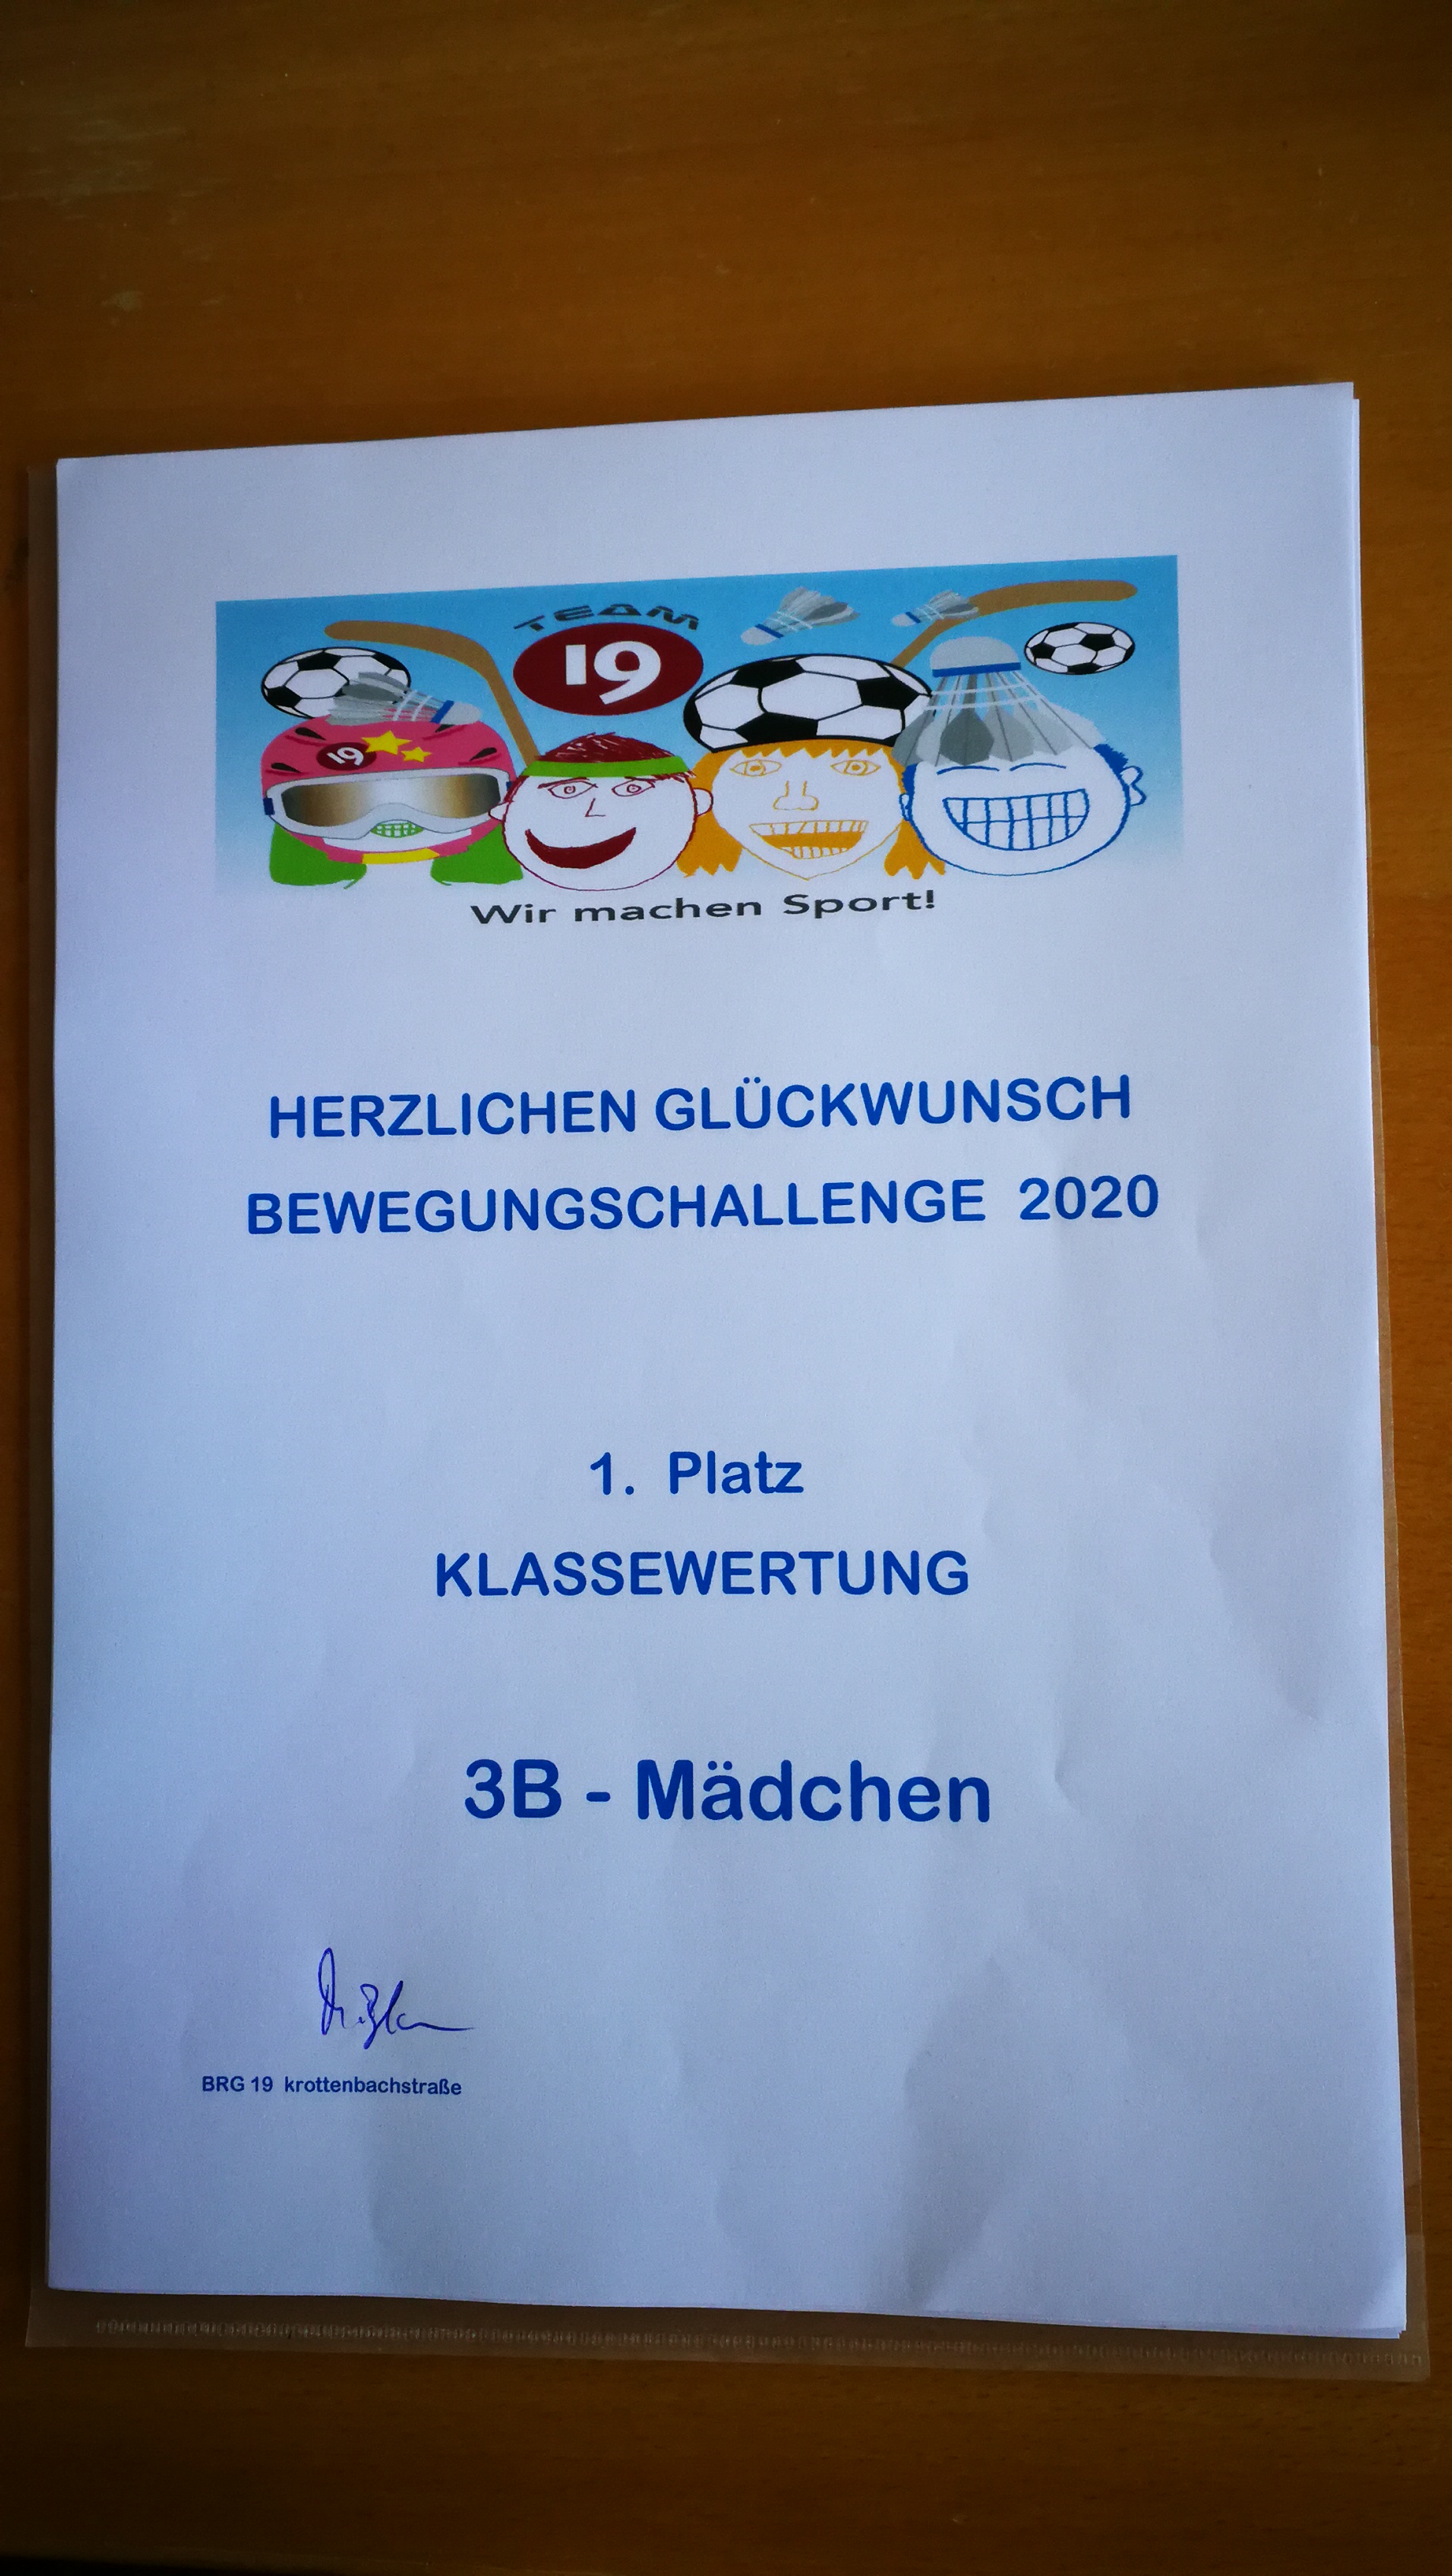 TEAM
19
19
Wir machen Sport!
HERZLICHEN GLÜCKWUNSCH
BEWEGUNGSCHALLENGE 2020
1. Platz
KLASSEWERTUNG
3B - Mädchen
BRG 19 krottenbachstraße